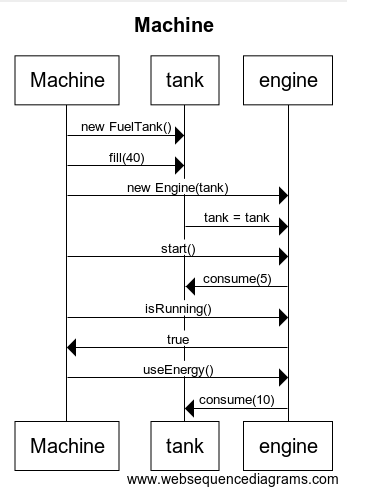 Machine
Machine tank engine
new FuelTank()
fill(40)
new Engine(tank)
tank = tank
start()
consume(5)
isRunning()
true
useEnergy()
consume(10)
Machine tank engine
www.websequencediagrams.com